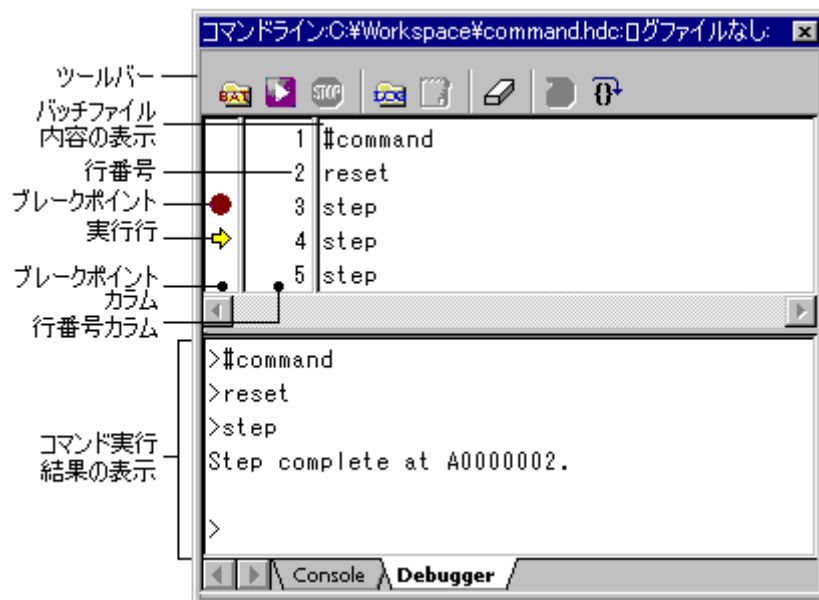 コマンドライン:C:¥Workspace¥command.hdc:ログファイルなし:
ツールバー
BAT
STOP
LOG
バッチファイル
内容の表示
行番号
ブレークポイント
実行行
ブレークポイント
カラム
行番号カラム
1 #command
2 reset
3 step
4 step
5 step
コマンド実行
結果の表示
>#command
>reset
>step
Step complete at A0000002.
>
Console
Debugger